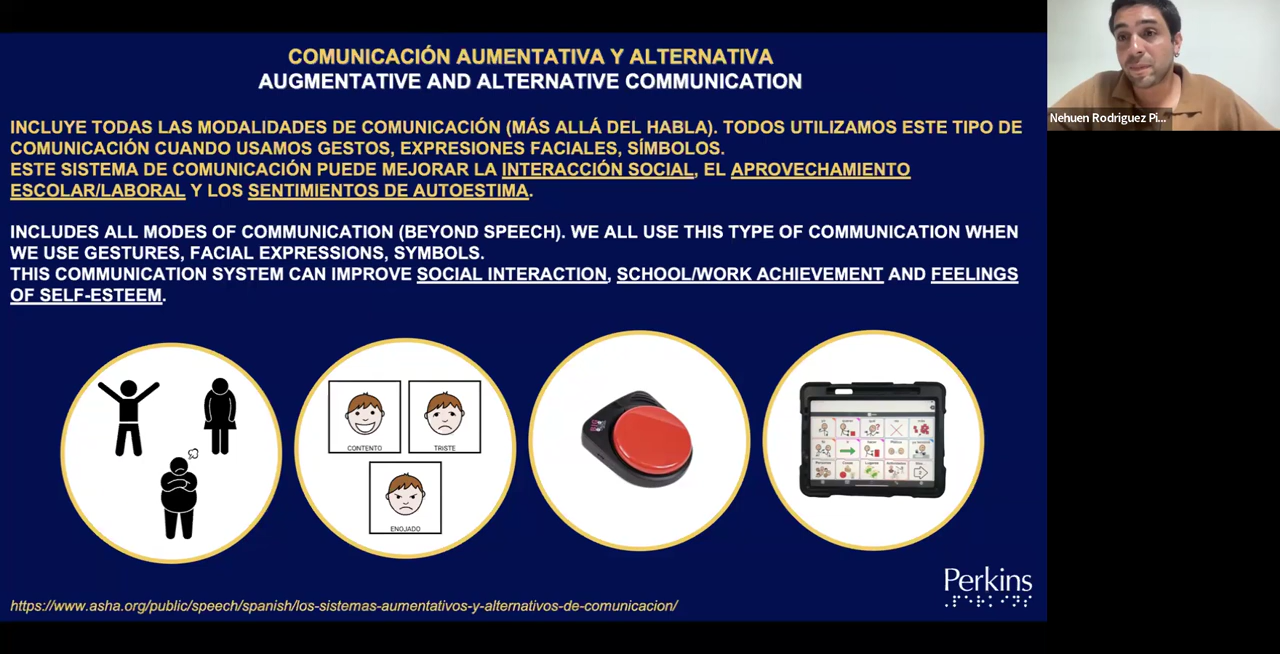 COMUNICACIÓN AUMENTATIVA Y ALTERNATIVA
AUGMENTATIVE AND ALTERNATIVE COMMUNICATION
INCLUYE TODAS LAS MODALIDADES DE COMUNICACIÓN (MÁS ALLÁ DEL HABLA). TODOS UTILIZAMOS ESTE TIPO DE
COMUNICACIÓN CUANDO USAMOS GESTOS, EXPRESIONES FACIALES, SÍMBOLOS.
ESTE SISTEMA DE COMUNICACIÓN PUEDE MEJORAR LA INTERACCIÓN SOCIAL, EL APROVECHAMIENTO
ESCOLAR/LABORAL Y LOS SENTIMIENTOS DE AUTOESTIMA.
INCLUDES ALL MODES OF COMMUNICATION (BEYOND SPEECH). WE ALL USE THIS TYPE OF COMMUNICATION WHEN
WE USE GESTURES, FACIAL EXPRESSIONS, SYMBOLS.
THIS COMMUNICATION SYSTEM CAN IMPROVE SOCIAL INTERACTION, SCHOOL/WORK ACHIEVEMENT AND FEELINGS
OF SELF-ESTEEM.
CONTENTO
TRISTE
ENOJADO
Perkins
⠠⠏⠑⠗⠅⠊⠝⠎
https://www.asha.org/public/speech/spanish/los-sistemas-aumentativos-y-alternativos-de-comunicacion/
Nehuen Rodriguez Pi...